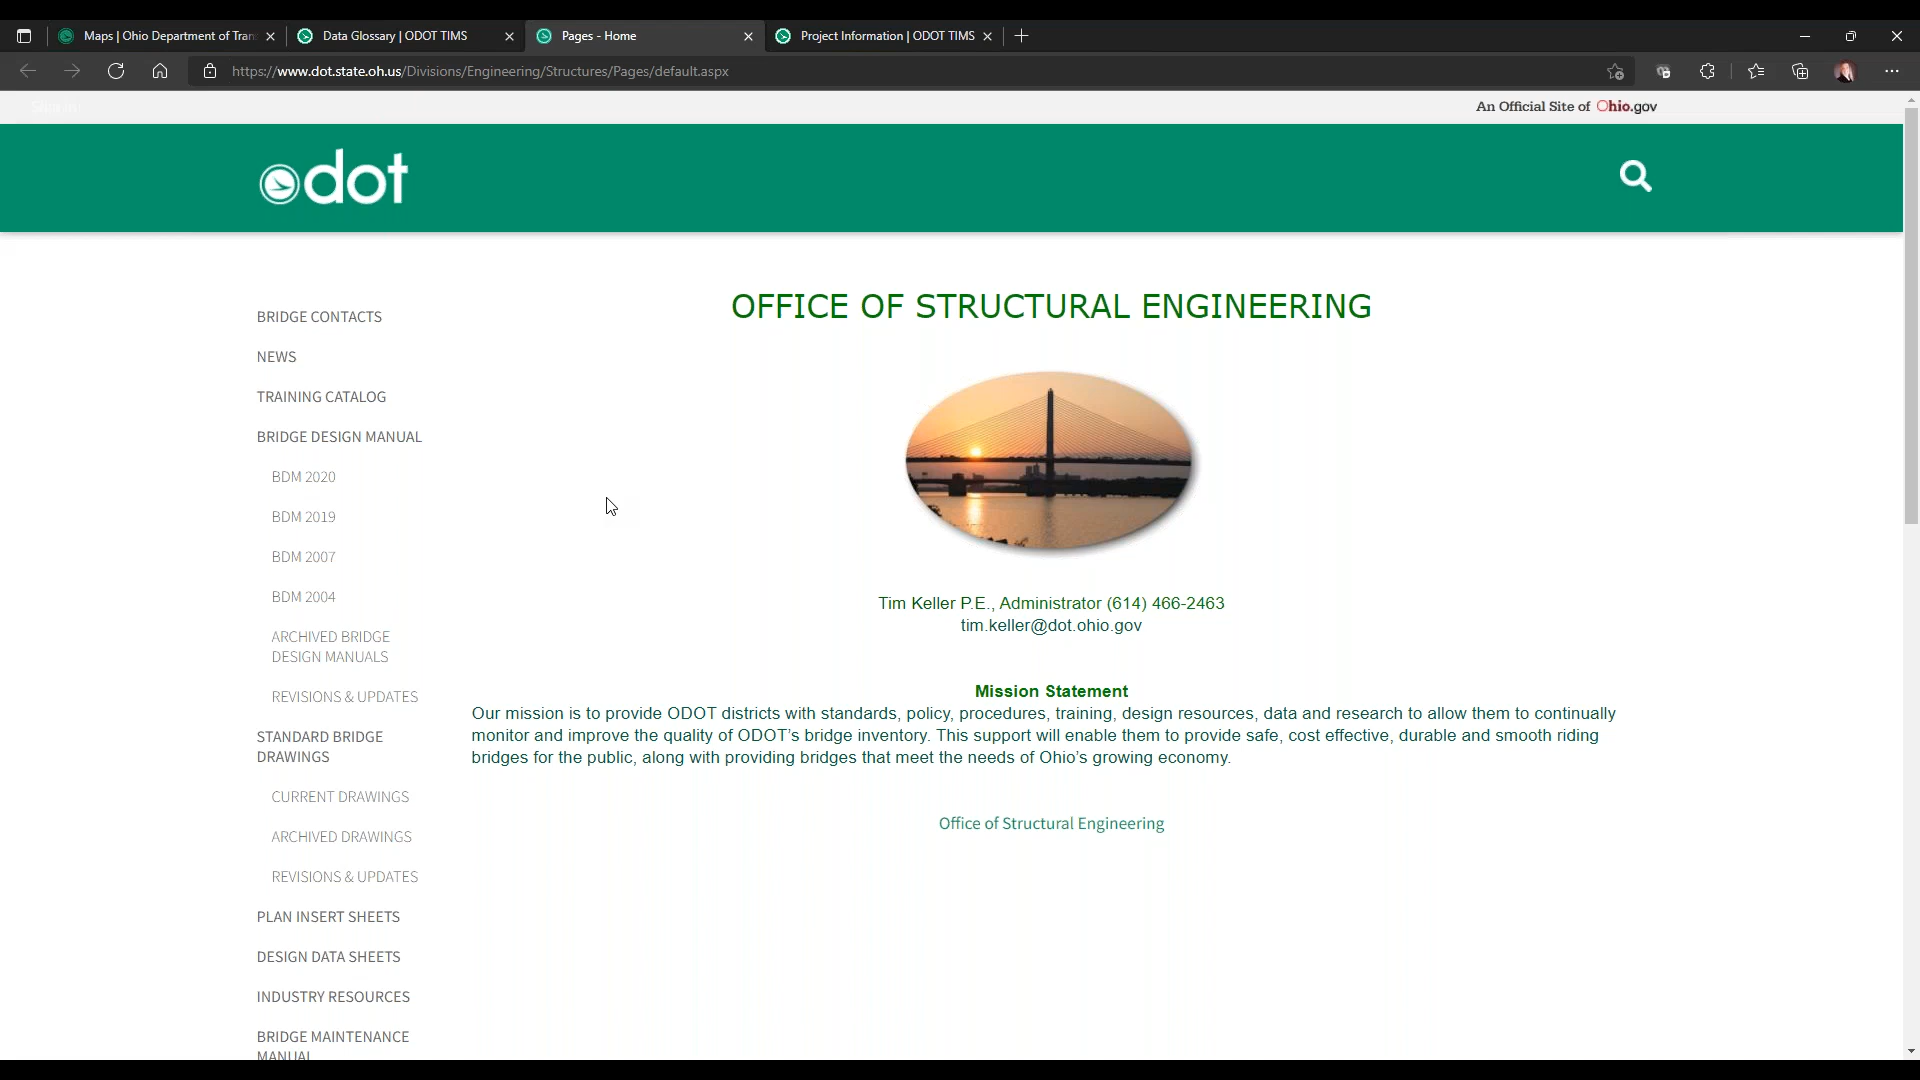 Maps | Ohio Department of Tran
Data Glossary | ODOT TIMS
Pages - Home
Project Information | ODOT TIMS
https://www.dot.state.oh.us/Divisions/Engineering/Structures/Pages/default.aspx
Sign In
An Official Site of Ohio.gov
dot
OFFICE OF STRUCTURAL ENGINEERING
BRIDGE CONTACTS
NEWS
TRAINING CATALOG
BRIDGE DESIGN MANUAL
BDM 2020
BDM 2019
BDM 2007
BDM 2004
ARCHIVED BRIDGE
DESIGN MANUALS
REVISIONS & UPDATES
STANDARD BRIDGE
DRAWINGS
CURRENT DRAWINGS
ARCHIVED DRAWINGS
REVISIONS & UPDATES
PLAN INSERT SHEETS
DESIGN DATA SHEETS
INDUSTRY RESOURCES
BRIDGE MAINTENANCE
MANUAL
Tim Keller P.E., Administrator (614) 466-2463
tim.keller@dot.ohio.gov
Mission Statement
Our mission is to provide ODOT districts with standards, policy, procedures, training, design resources, data and research to allow them to continually
monitor and improve the quality of ODOT's bridge inventory. This support will enable them to provide safe, cost effective, durable and smooth riding
bridges for the public, along with providing bridges that meet the needs of Ohio's growing economy.
Office of Structural Engineering